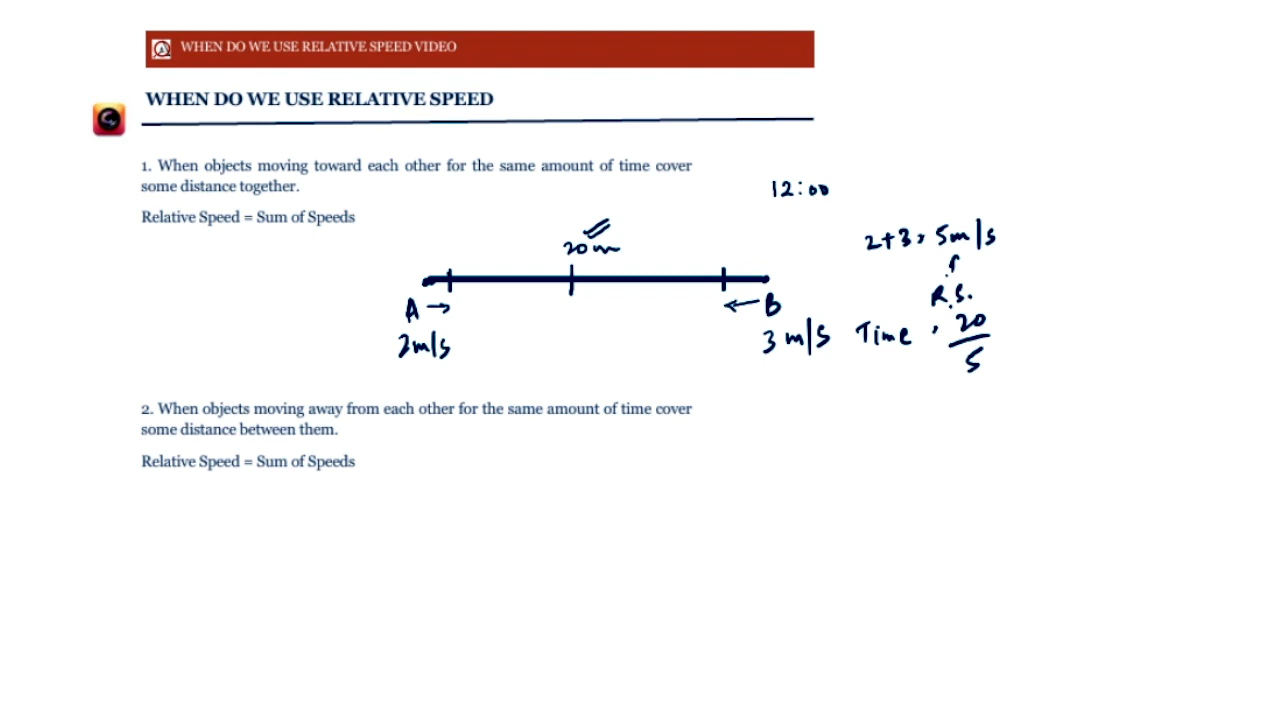 WHEN DO WE USE RELATIVE SPEED VIDEO
WHEN DO WE USE RELATIVE SPEED
1. When objects moving toward each other for the same amount of time cover
some distance together.
Relative Speed = Sum of Speeds
12:00
20m
2+3 = 5m/s
R.S.
A → ← B
2m/s 3 m/s Time = 20/5
2. When objects moving away from each other for the same amount of time cover
some distance between them.
Relative Speed = Sum of Speeds